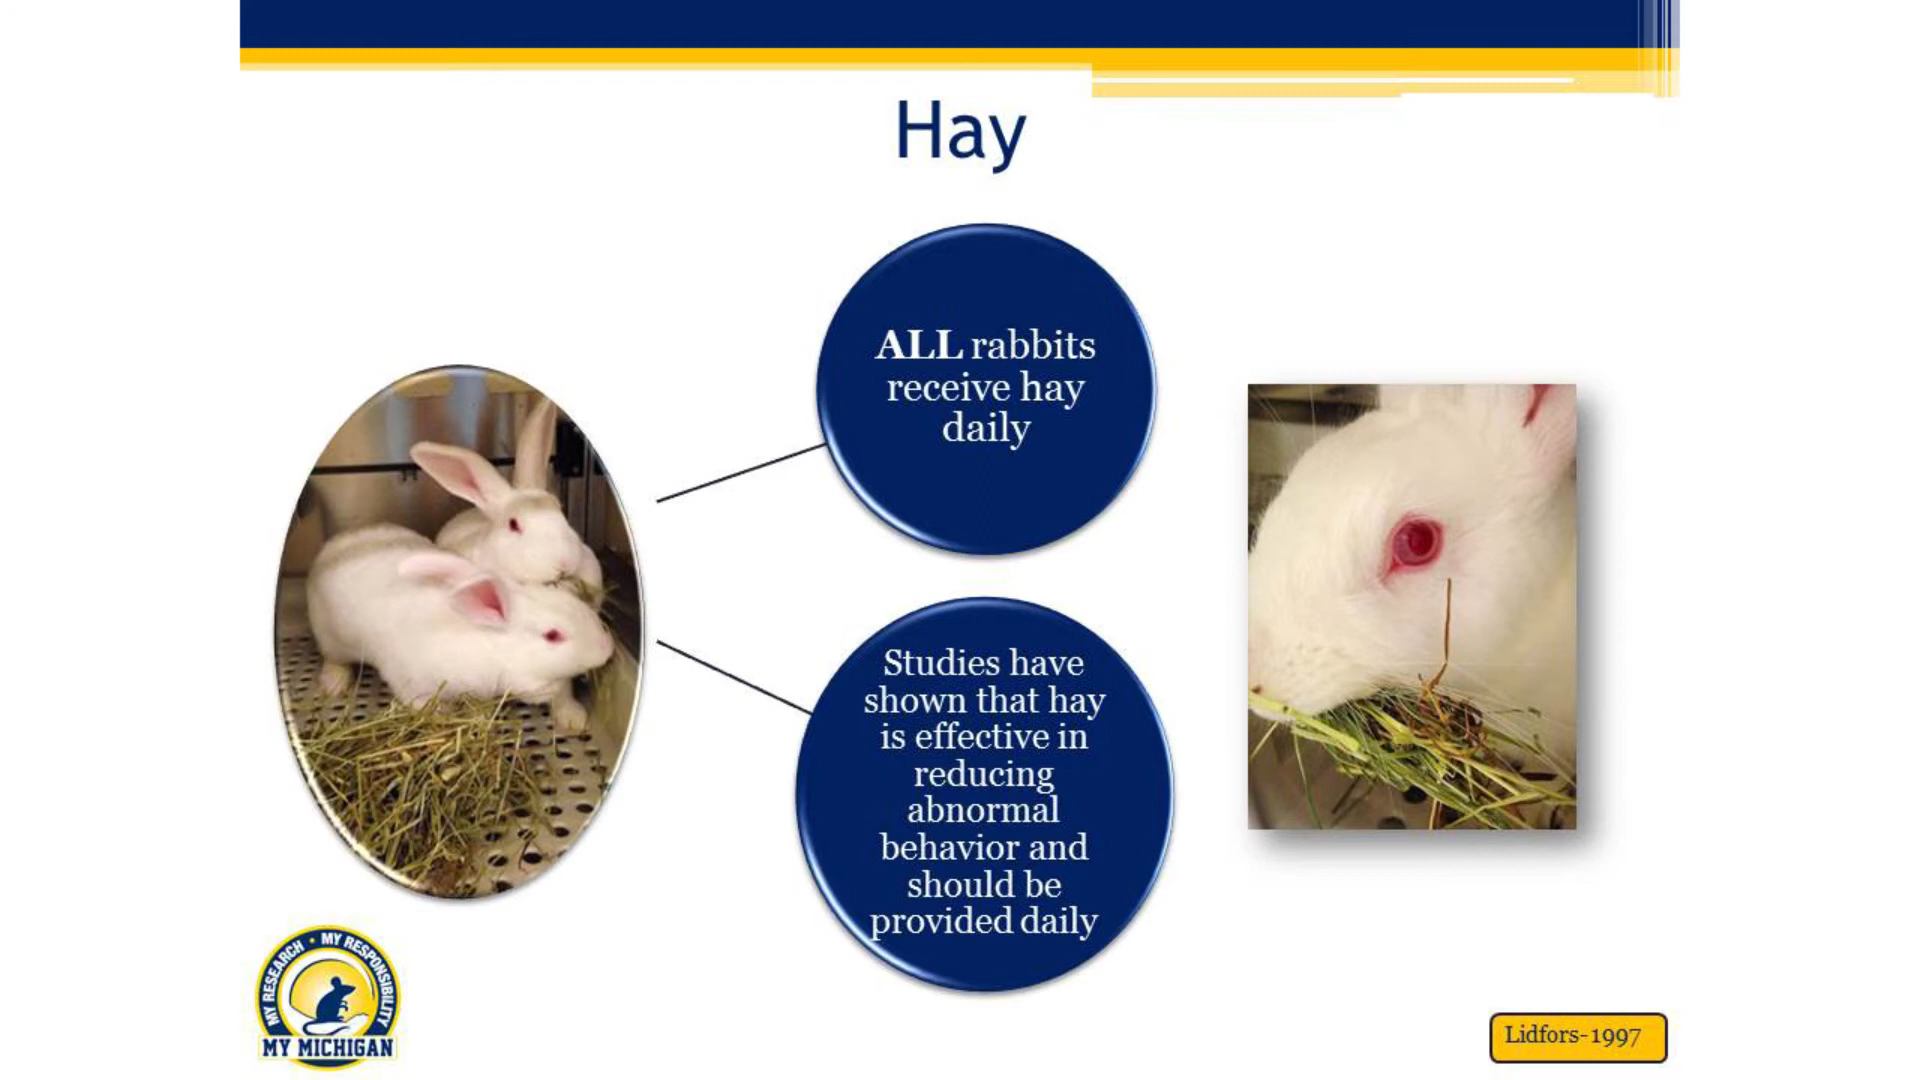 Hay
ALL rabbits
receive hay
daily
Studies have
shown that hay
is effective in
reducing
abnormal
behavior and
should be
provided daily
MY RESEARCH • MY RESPONSIBILITY
MY MICHIGAN
Lidfors-1997